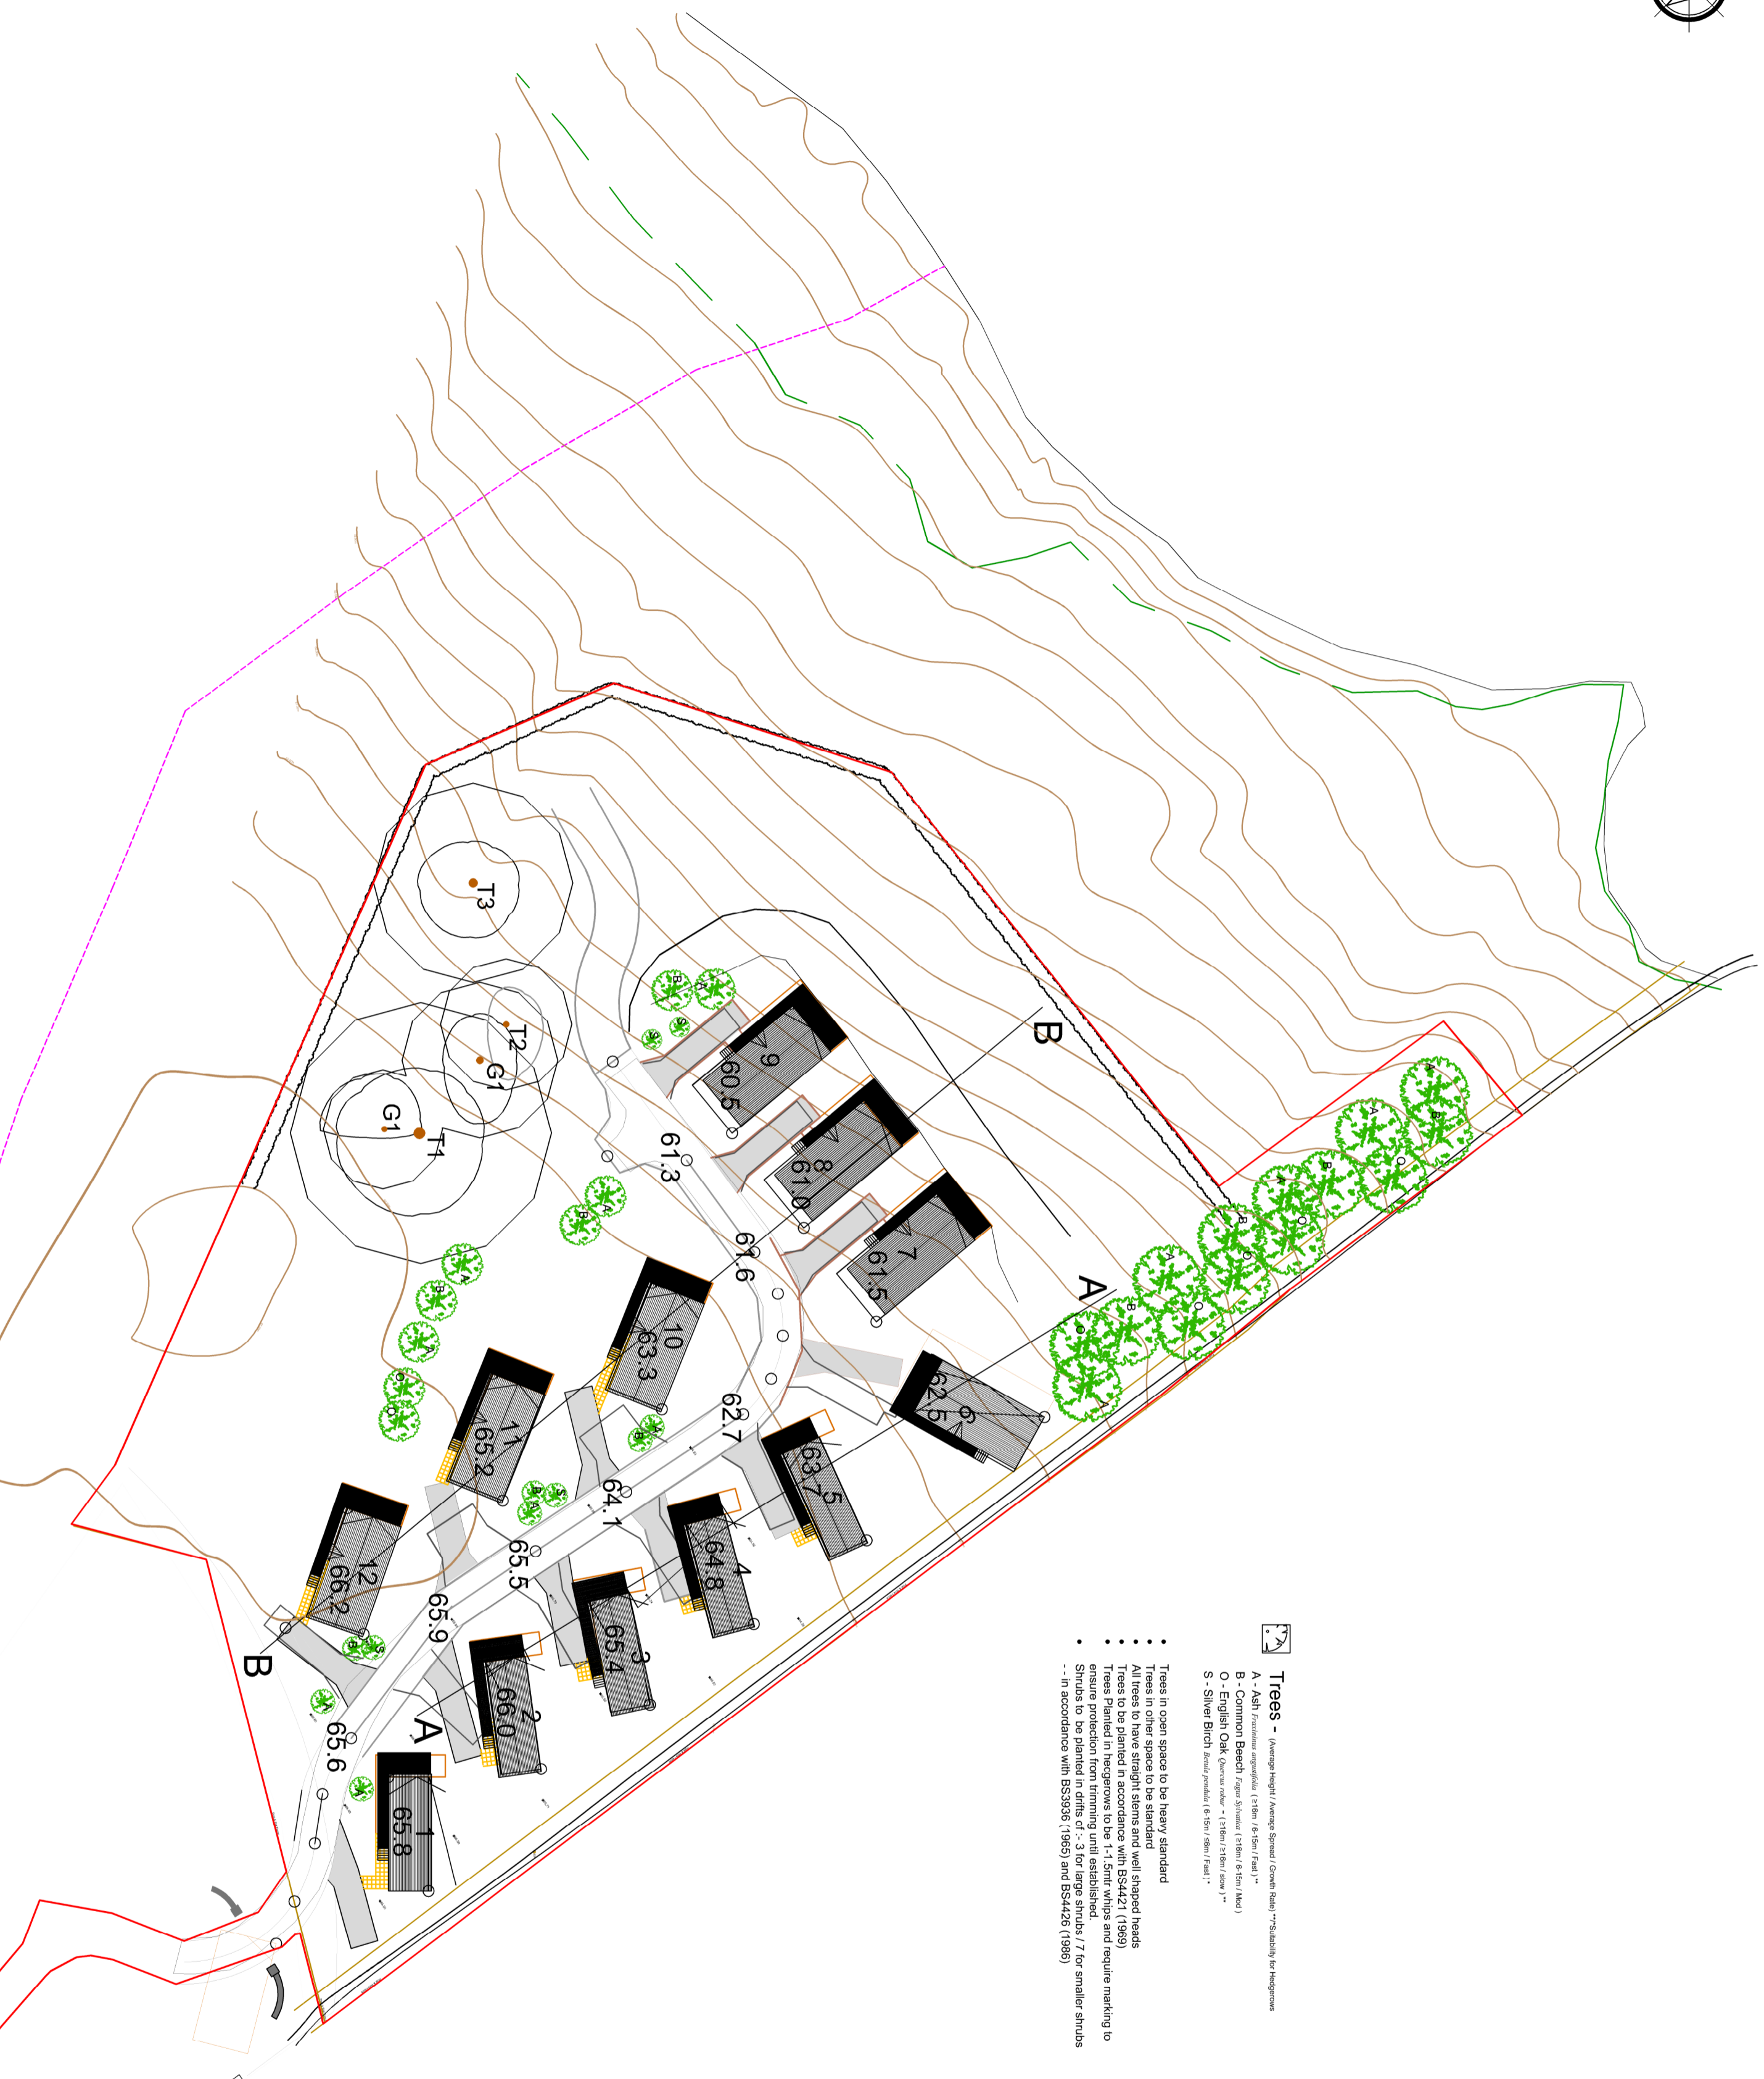 Trees - (Average Height / Average Spread / Growth Rate) **/*Suitability for Hedgerows
A - Ash Fraxininus angustifolia ( ≥16m / 6-15m / Fast ) **
B - Common Beech Fagus Sylvatica ( ≥16m / 6-15m / Mod )
O - English Oak Quercus robur - ( ≥16m / ≥16m / slow ) **
S - Silver Birch Betula pendula ( 6-15m / ≤6m / Fast ) *
• Trees in open space to be heavy standard
• Trees in other space to be standard
• All trees to have straight stems and well shaped heads
• Trees to be planted in accordance with BS4421 (1969)
• Trees Planted in hecgerows to be 1-1.5mtr whips and require marking to
ensure protection from trimming until established.
• Shrubs to be planted in drifts of :- 3 for large shrubs / 7 for smaller shrubs
- - in accordance with BS3936 (1965) and BS4426 (1986)
T3
T2
G1
G1
T1
B
A
9
60.5
8
61.0
7
61.5
61.3
61.6
6
62.5
10
63.3
62.7
5
63.7
11
65.2
64.1
4
64.8
12
66.2
65.5
3
65.4
65.9
2
66.0
B
A
65.6
1
65.8
B
A
S
S
A
B
A
B
A
O
O
A
B
B
A
S
B
S
A
A
A
B
A
O
B
A
O
B
O
A
O
B
O
A